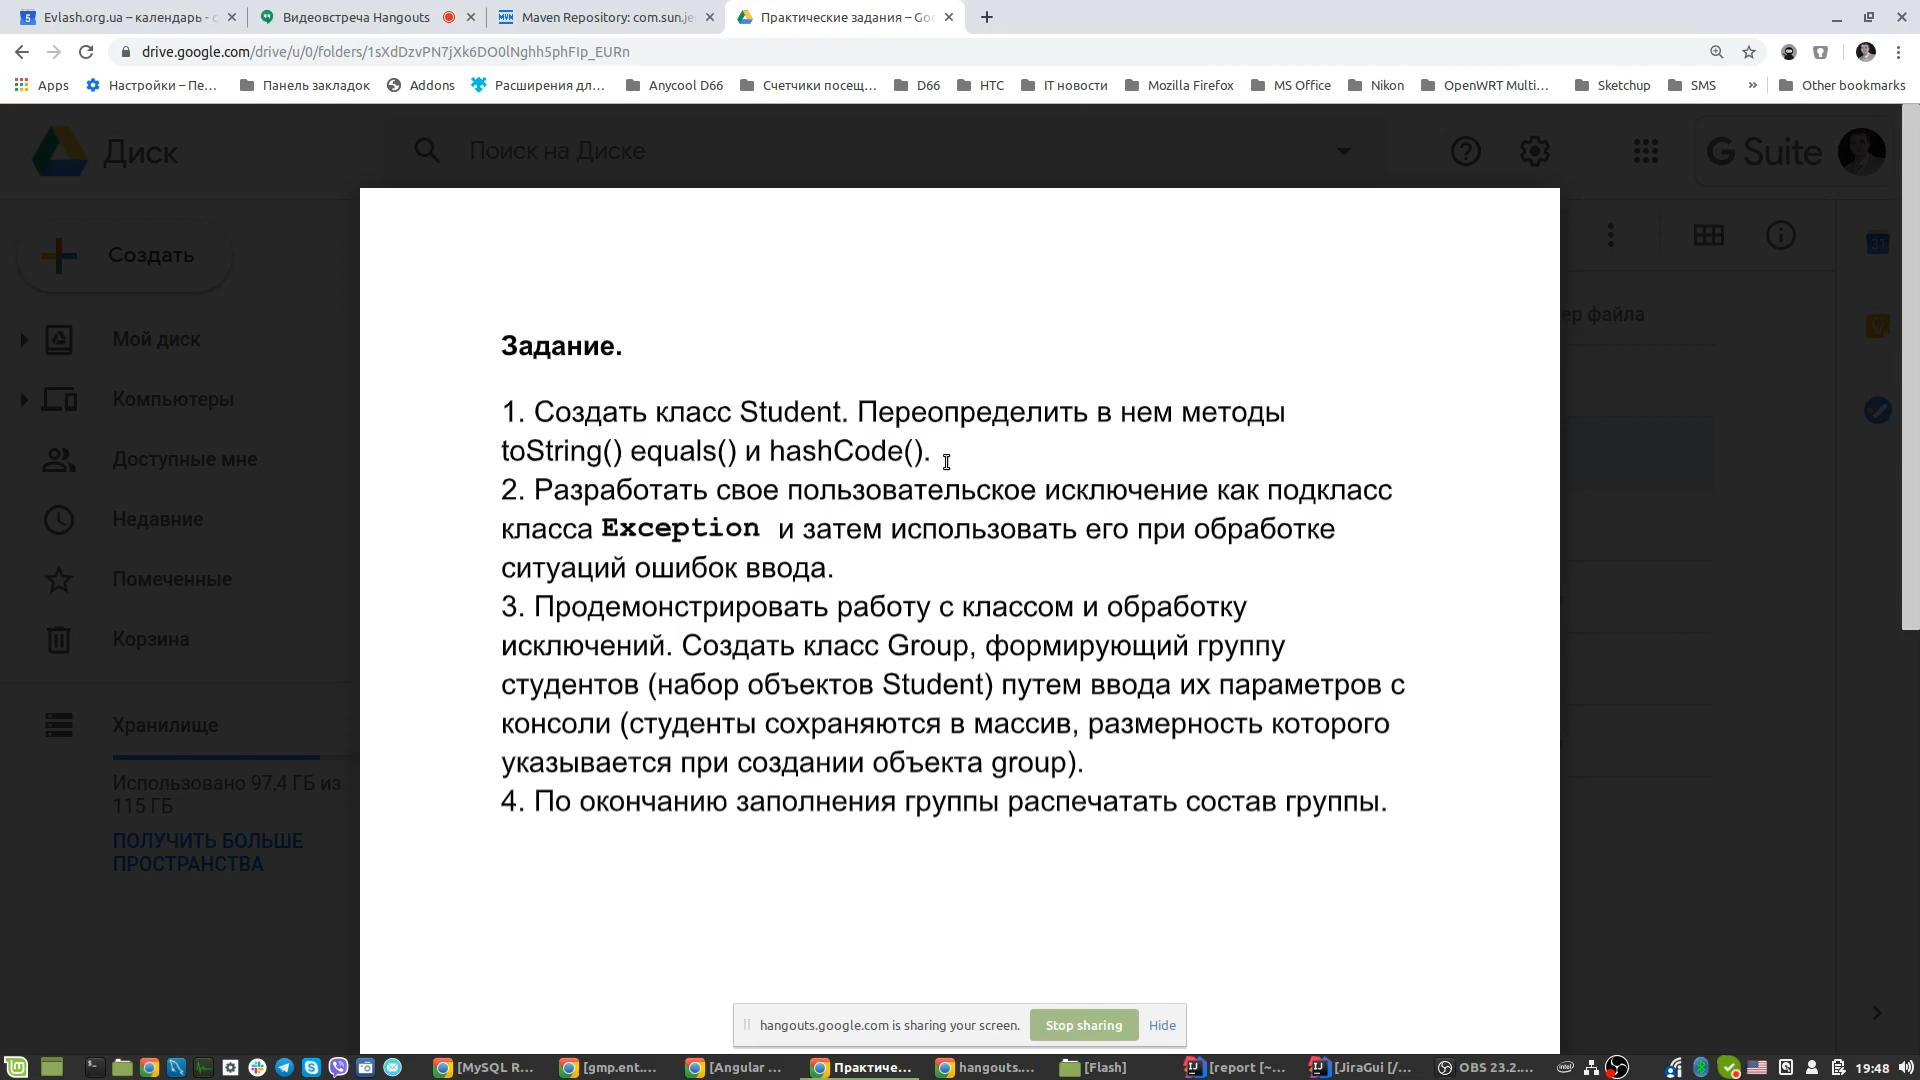 Evlash.org.ua – календарь - с
Видеовстреча Hangouts
Maven Repository: com.sun.je
Практические задания – Goo
drive.google.com/drive/u/0/folders/1sXdDzvPN7jXk6DO0lNghh5phFIp_EURn
Apps
Настройки – Пе...
Панель закладок
Addons
Расширения дл...
Anycool D66
Счетчики посещ...
D66
HTC
IT новости
Mozilla Firefox
MS Office
Nikon
OpenWRT Multi...
Sketchup
SMS
»
Other bookmarks
Диск
Поиск на Диске
G Suite
Создать
Мой диск
Компьютеры
Доступные мне
Недавние
Помеченные
Корзина
Хранилище
Использовано 97,4 ГБ из
115 ГБ
ПОЛУЧИТЬ БОЛЬШЕ
ПРОСТРАНСТВА
ер файла
31
Задание.
1. Создать класс Student. Переопределить в нем методы
toString() equals() и hashCode().
2. Разработать свое пользовательское исключение как подкласс
класса Exception и затем использовать его при обработке
ситуаций ошибок ввода.
3. Продемонстрировать работу с классом и обработку
исключений. Создать класс Group, формирующий группу
студентов (набор объектов Student) путем ввода их параметров с
консоли (студенты сохраняются в массив, размерность которого
указывается при создании объекта group).
4. По окончанию заполнения группы распечатать состав группы.
hangouts.google.com is sharing your screen.
Stop sharing
Hide
[MySQL R...
[gmp.ent....
[Angular ...
Практиче...
hangouts....
[Flash]
[report [~...
[JiraGui [/...
OBS 23.2....
19:48